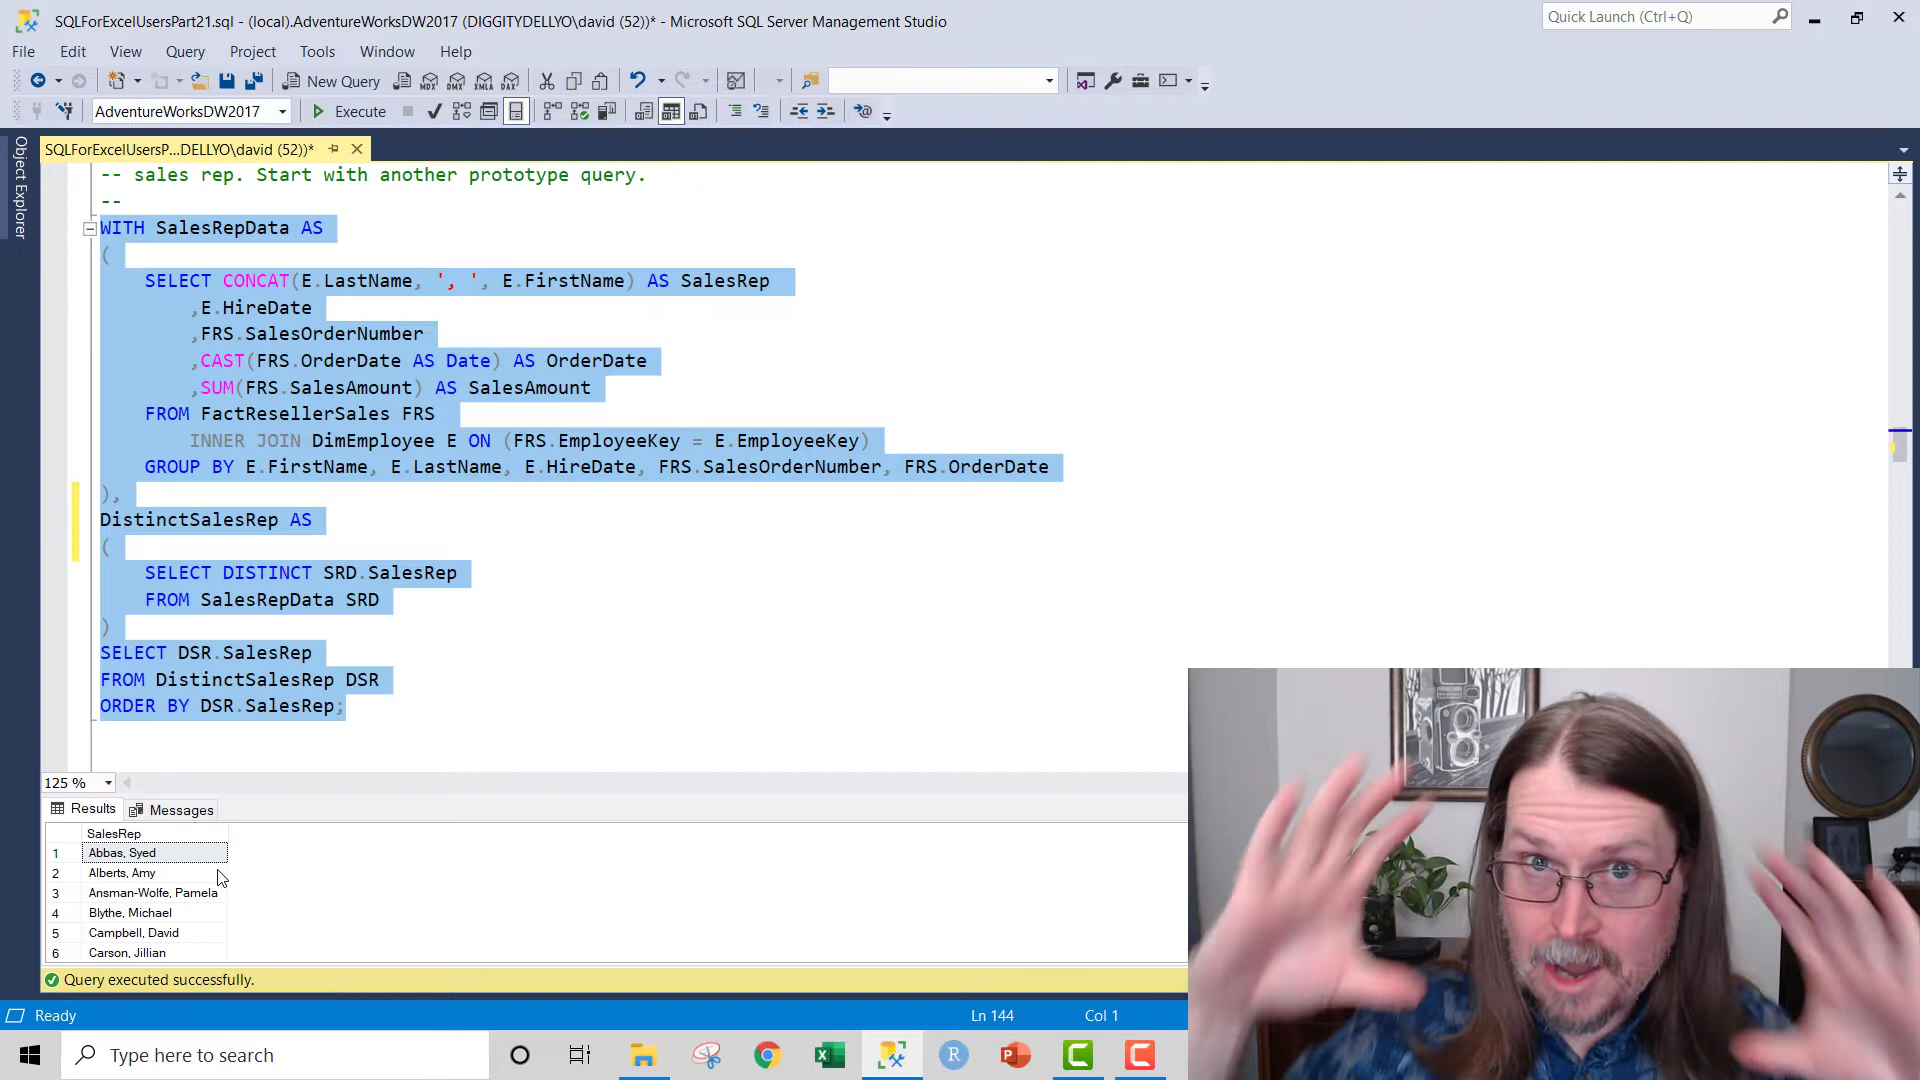 SQLForExcelUsersPart21.sql - (local).AdventureWorksDW2017 (DIGGITYDELLYO\david (52))* - Microsoft SQL Server Management Studio
Quick Launch (Ctrl+Q)
File Edit View Query Project Tools Window Help
New Query MDX DMX XMLA DAX
AdventureWorksDW2017 Execute
Object Explorer
SQLForExcelUsersP...DELLYO\david (52))*
-- sales rep. Start with another prototype query.
--
WITH SalesRepData AS
(
SELECT CONCAT(E.LastName, ', ', E.FirstName) AS SalesRep
,E.HireDate
,FRS.SalesOrderNumber
,CAST(FRS.OrderDate AS Date) AS OrderDate
,SUM(FRS.SalesAmount) AS SalesAmount
FROM FactResellerSales FRS
INNER JOIN DimEmployee E ON (FRS.EmployeeKey = E.EmployeeKey)
GROUP BY E.FirstName, E.LastName, E.HireDate, FRS.SalesOrderNumber, FRS.OrderDate
),
DistinctSalesRep AS
(
SELECT DISTINCT SRD.SalesRep
FROM SalesRepData SRD
)
SELECT DSR.SalesRep
FROM DistinctSalesRep DSR
ORDER BY DSR.SalesRep;
125 %
Results Messages
SalesRep
1 Abbas, Syed
2 Alberts, Amy
3 Ansman-Wolfe, Pamela
4 Blythe, Michael
5 Campbell, David
6 Carson, Jillian
Query executed successfully.
Ready Ln 144 Col 1
Type here to search